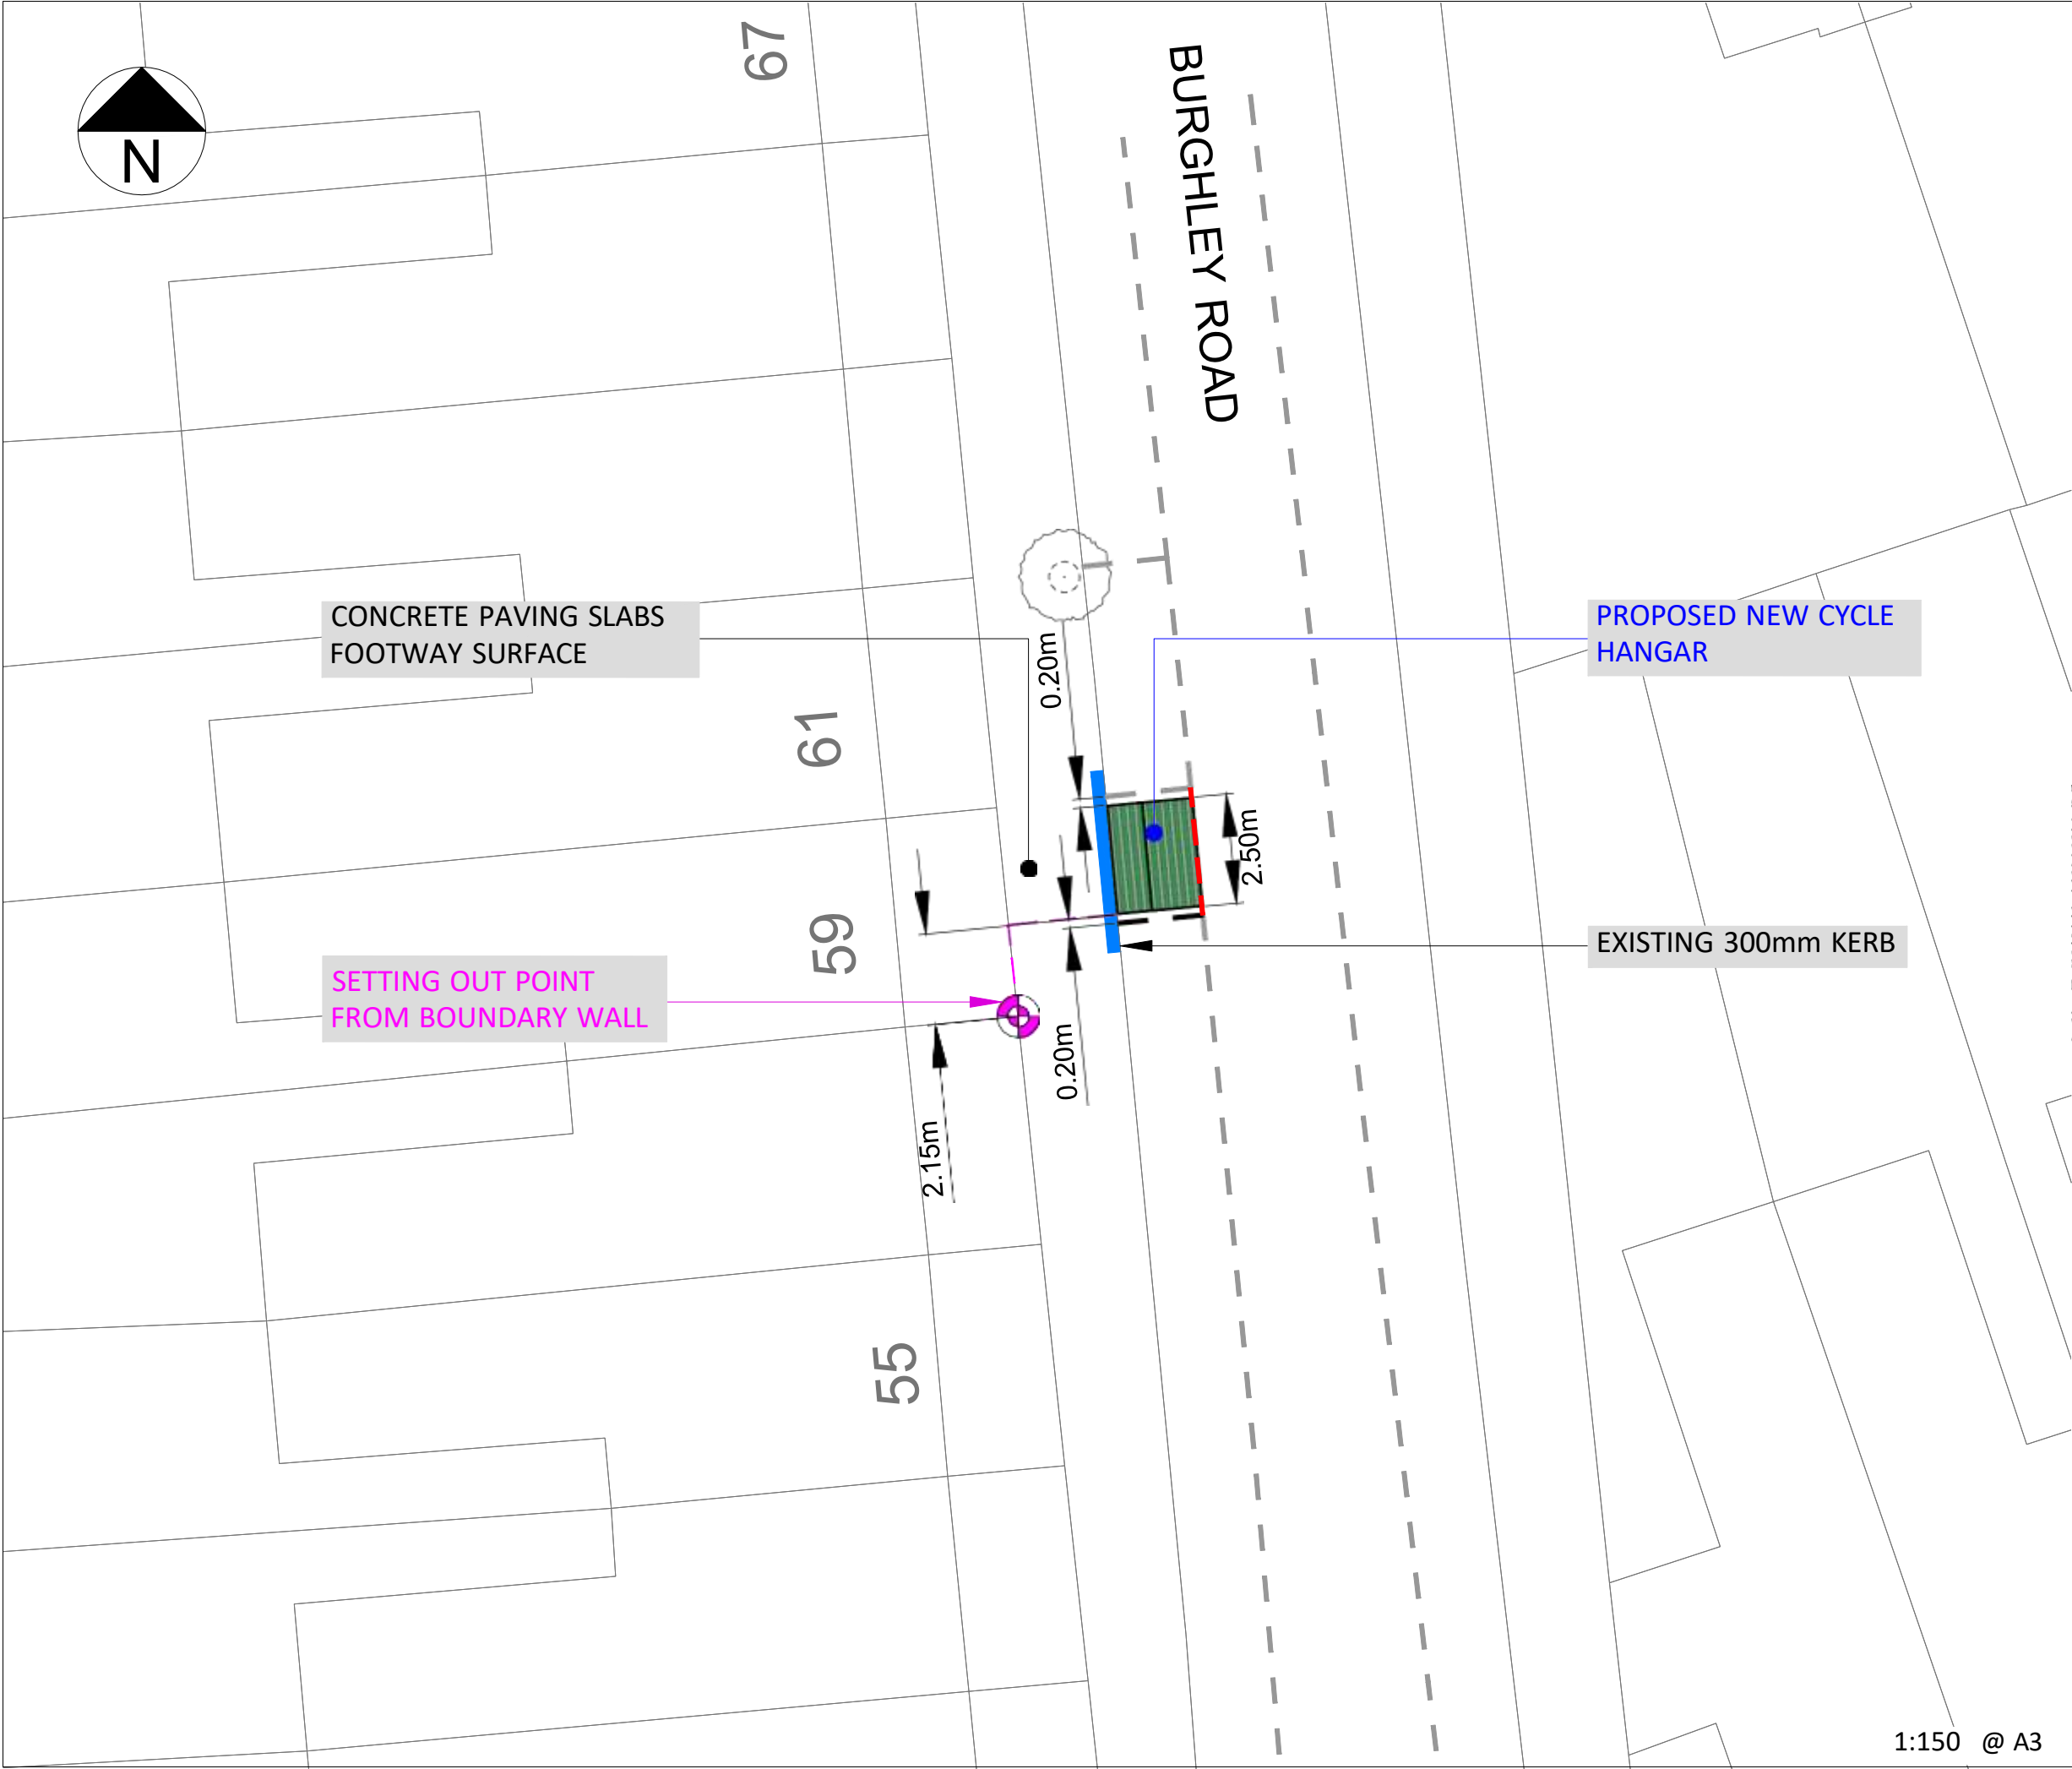 67
BURGHLEY ROAD
N
CONCRETE PAVING SLABS
FOOTWAY SURFACE
0.20m
PROPOSED NEW CYCLE
HANGAR
61
2.50m
59
EXISTING 300mm KERB
SETTING OUT POINT
FROM BOUNDARY WALL
0.20m
2.15m
55
1:150 @ A3